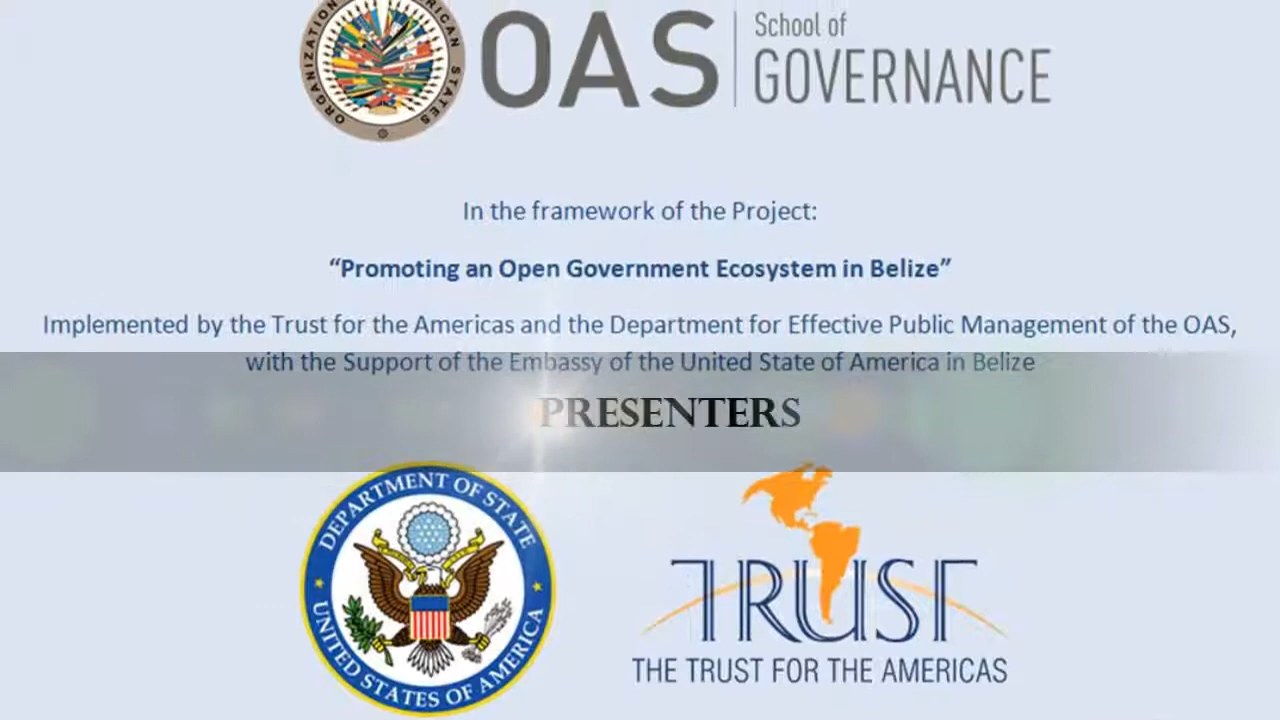 ORGANIZATION
AMERICAN STATES
OAS
School of
GOVERNANCE
In the framework of the Project:
“Promoting an Open Government Ecosystem in Belize”
Implemented by the Trust for the Americas and the Department for Effective Public Management of the OAS,
with the Support of the Embassy of the United State of America in Belize
PRESENTERS
DEPARTMENT OF STATE
UNITED STATES OF AMERICA
TRUST
THE TRUST FOR THE AMERICAS